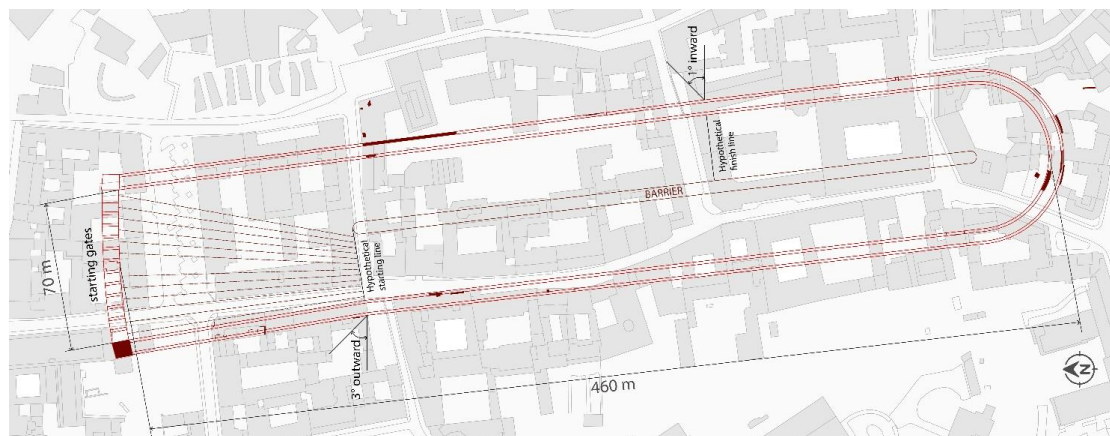 1° inward
Hypothetical
finish line
BARRIER
starting gates
70 m
Hypothetical
starting line
3° outward
460 m
N